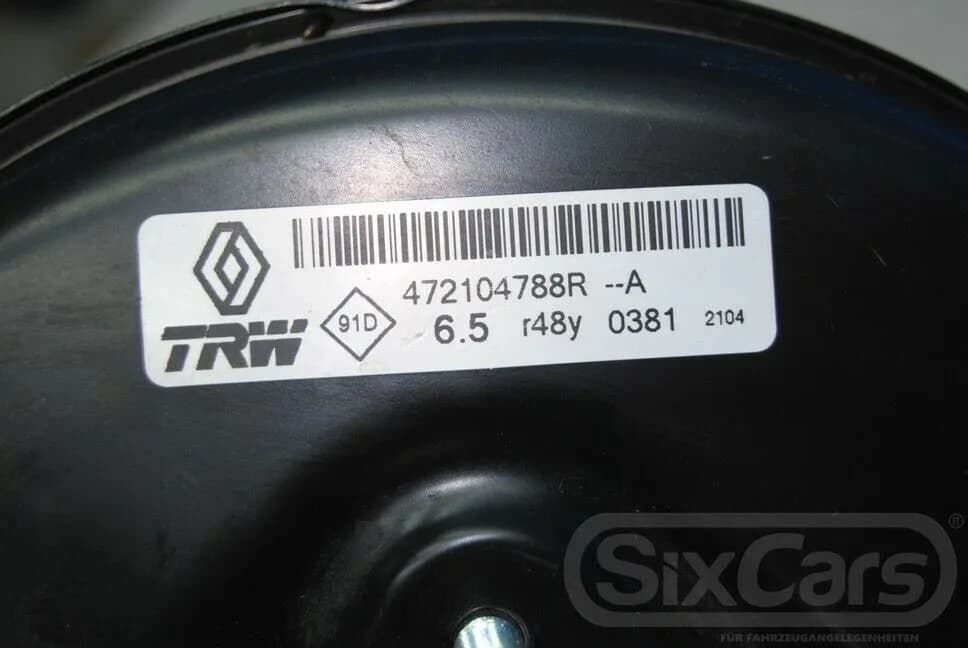 472104788R --A
TRW 91D 6.5 r48y 0381 2104
SixCars®
FÜR FAHRZEUGANGELEGENHEITEN